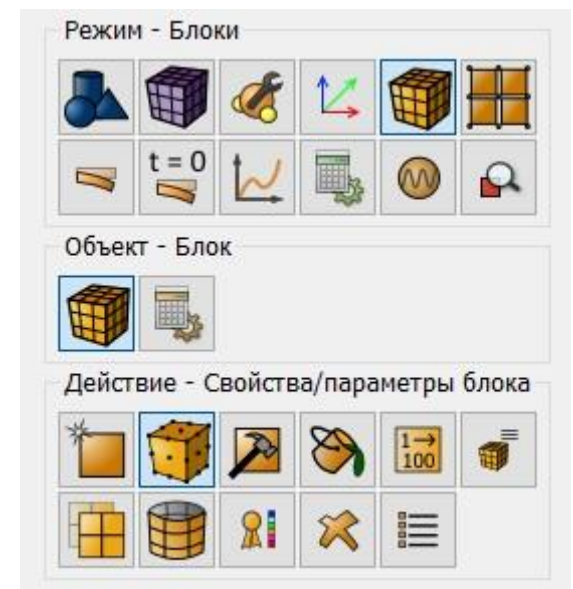 Режим - Блоки
t = 0
Объект - Блок
Действие - Свойства/параметры блока
1→
100